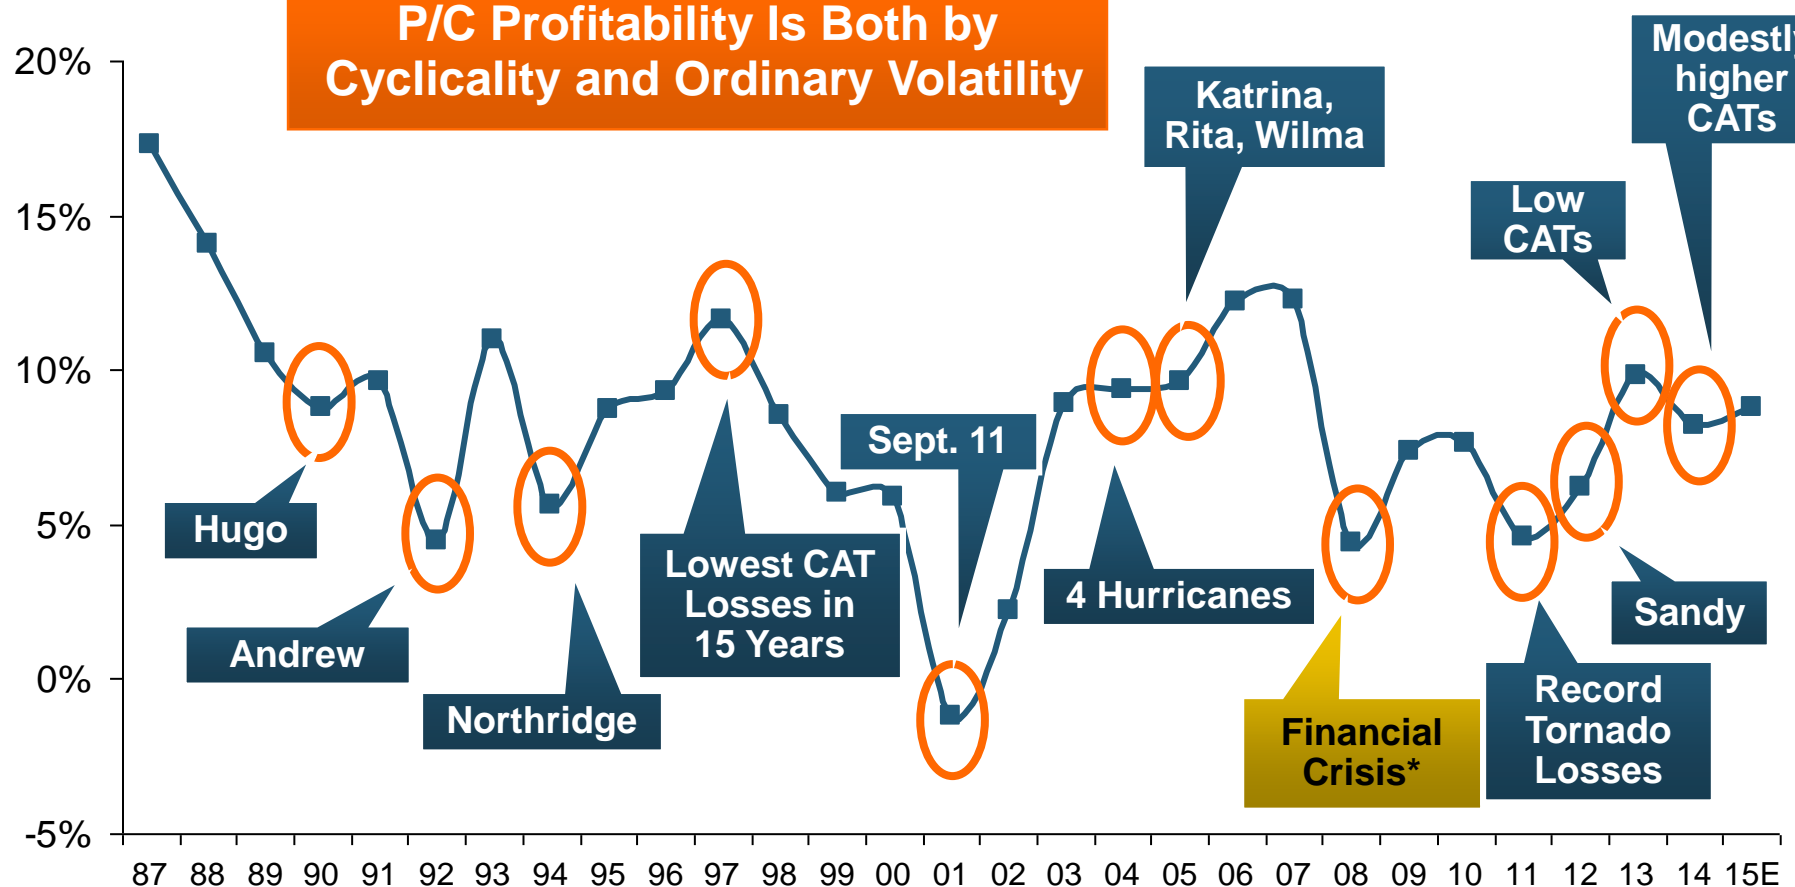 P/C Profitability Is Both by
Cyclicality and Ordinary Volatility
20%
15%
10%
5%
0%
-5%
Hugo
Andrew
Northridge
Lowest CAT
Losses in
15 Years
Sept. 11
4 Hurricanes
Katrina,
Rita, Wilma
Financial
Crisis*
Record
Tornado
Losses
Sandy
Low
CATs
Modestly
higher
CATs
87 88 89 90 91 92 93 94 95 96 97 98 99 00 01 02 03 04 05 06 07 08 09 10 11 12 13 14 15E